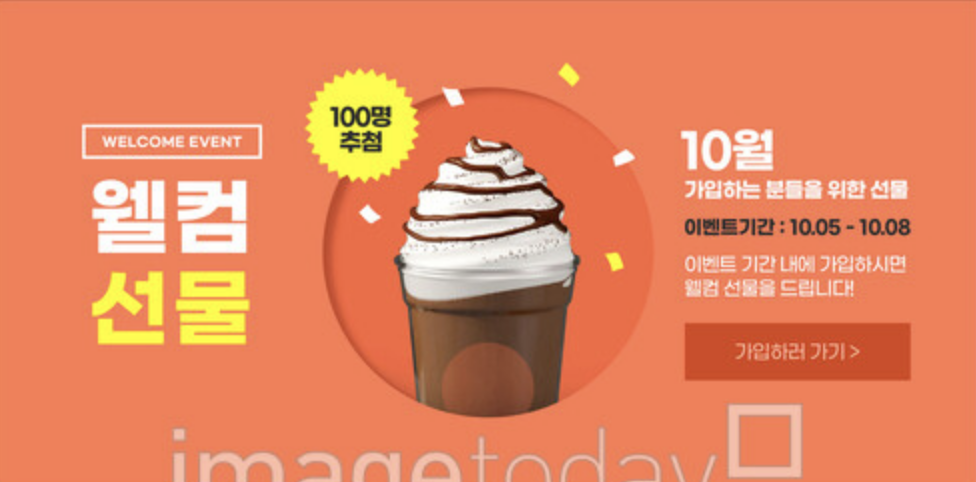 WELCOME EVENT
웰컴
선물
100명
추첨
10월
가입하는 분들을 위한 선물
이벤트기간 : 10.05 - 10.08
이벤트 기간 내에 가입하시면
웰컴 선물을 드립니다!
가입하러 가기 >
imagetoday